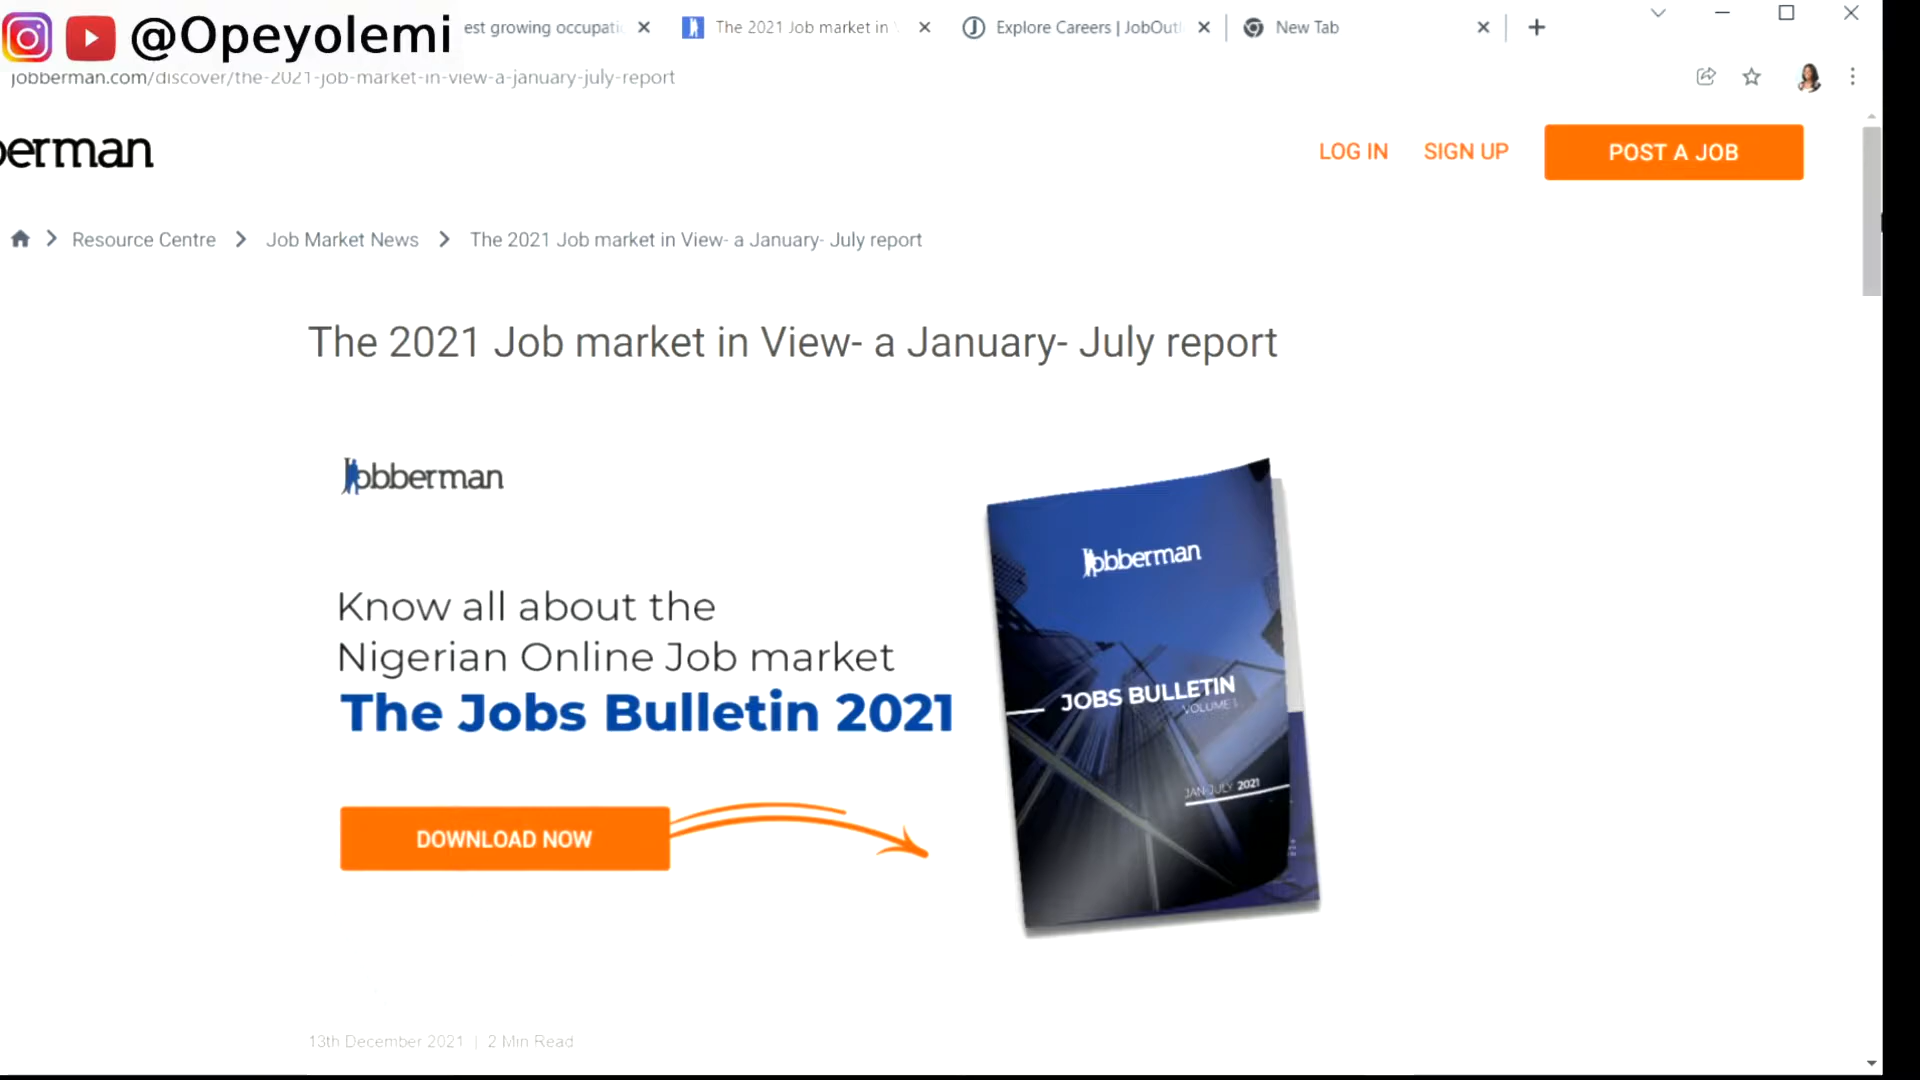 @Opeyolemi
est growing occupati
The 2021 Job market in
Explore Careers | JobOutl
New Tab
jobberman.com/discover/the-2021-job-market-in-view-a-january-july-report
berman
LOG IN
SIGN UP
POST A JOB
Resource Centre
Job Market News
The 2021 Job market in View- a January- July report
The 2021 Job market in View- a January- July report
Jobberman
Know all about the
Nigerian Online Job market
The Jobs Bulletin 2021
DOWNLOAD NOW
Jobberman
JOBS BULLETIN
VOLUME 1
JAN-JULY 2021
13th December 2021 | 2 Min Read